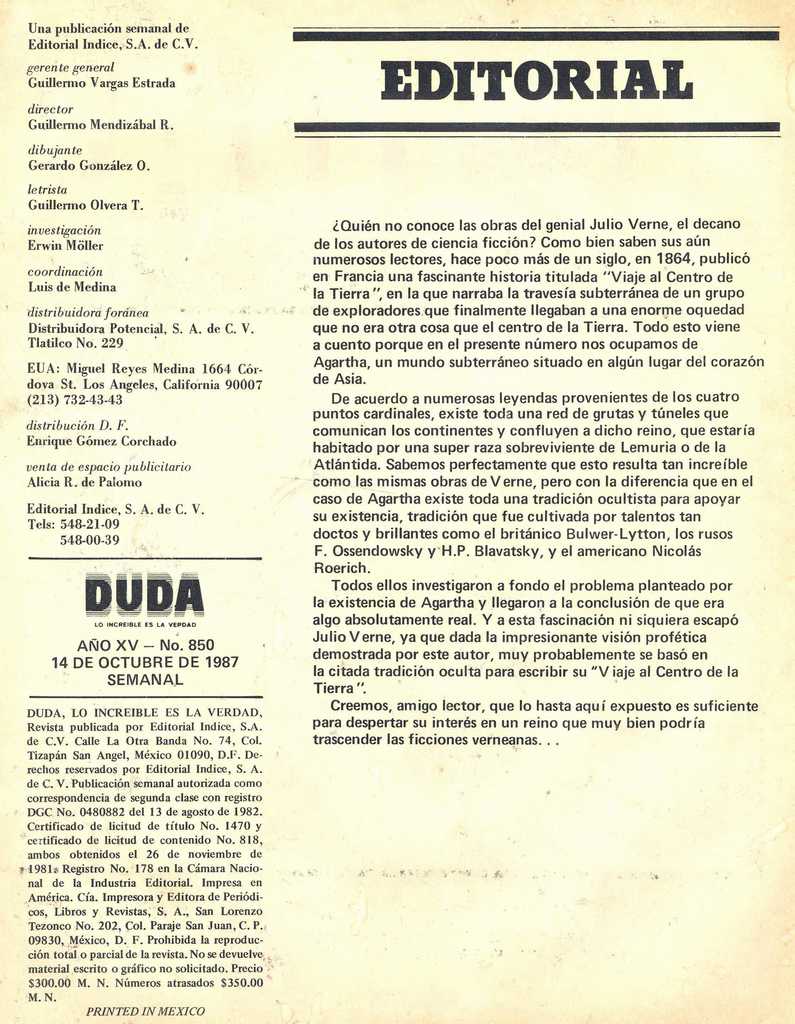 Una publicación semanal de
Editorial Indice, S.A. de C.V.
gerente general
Guillermo Vargas Estrada
director
Guillermo Mendizábal R.
dibujante
Gerardo González O.
letrista
Guillermo Olvera T.
investigación
Erwin Möller
coordinación
Luis de Medina
distribuidora foránea
Distribuidora Potencial, S. A. de C. V.
Tlatilco No. 229
EUA: Miguel Reyes Medina 1664 Cór-
dova St. Los Angeles, California 90007
(213) 732-43-43
distribución D. F.
Enrique Gómez Corchado
venta de espacio publicitario
Alicia R. de Palomo
Editorial Indice, S. A. de C. V.
Tels: 548-21-09
548-00-39
DUDA
LO INCREIBLE ES LA VERDAD
AÑO XV — No. 850
14 DE OCTUBRE DE 1987
SEMANAL
DUDA, LO INCREIBLE ES LA VERDAD,
Revista publicada por Editorial Indice, S.A.
de C.V. Calle La Otra Banda No. 74, Col.
Tizapán San Angel, México 01090, D.F. De-
rechos reservados por Editorial Indice, S. A.
de C. V. Publicación semanal autorizada como
correspondencia de segunda clase con registro
DGC No. 0480882 del 13 de agosto de 1982.
Certificado de licitud de título No. 1470 y
certificado de licitud de contenido No. 818,
ambos obtenidos el 26 de noviembre de
1981. Registro No. 178 en la Cámara Nacio-
nal de la Industria Editorial. Impresa en
América. Cía. Impresora y Editora de Periódi-
cos, Libros y Revistas, S. A., San Lorenzo
Tezonco No. 202, Col. Paraje San Juan, C. P.
09830, México, D. F. Prohibida la reproduc-
ción total o parcial de la revista. No se devuelve
material escrito o gráfico no solicitado. Precio
$300.00 M. N. Números atrasados $350.00
M. N.
PRINTED IN MEXICO
EDITORIAL
¿Quién no conoce las obras del genial Julio Verne, el decano
de los autores de ciencia ficción? Como bien saben sus aún
numerosos lectores, hace poco más de un siglo, en 1864, publicó
en Francia una fascinante historia titulada "Viaje al Centro de
la Tierra", en la que narraba la travesía subterránea de un grupo
de exploradores que finalmente llegaban a una enorme oquedad
que no era otra cosa que el centro de la Tierra. Todo esto viene
a cuento porque en el presente número nos ocupamos de
Agartha, un mundo subterráneo situado en algún lugar del corazón
de Asia.
De acuerdo a numerosas leyendas provenientes de los cuatro
puntos cardinales, existe toda una red de grutas y túneles que
comunican los continentes y confluyen a dicho reino, que estaría
habitado por una super raza sobreviviente de Lemuria o de la
Atlántida. Sabemos perfectamente que esto resulta tan increíble
como las mismas obras de Verne, pero con la diferencia que en el
caso de Agartha existe toda una tradición ocultista para apoyar
su existencia, tradición que fue cultivada por talentos tan
doctos y brillantes como el británico Bulwer-Lytton, los rusos
F. Ossendowsky y H.P. Blavatsky, y el americano Nicolás
Roerich.
Todos ellos investigaron a fondo el problema planteado por
la existencia de Agartha y llegaron a la conclusión de que era
algo absolutamente real. Y a esta fascinación ni siquiera escapó
Julio Verne, ya que dada la impresionante visión profética
demostrada por este autor, muy probablemente se basó en
la citada tradición oculta para escribir su "Viaje al Centro de la
Tierra".
Creemos, amigo lector, que lo hasta aquí expuesto es suficiente
para despertar su interés en un reino que muy bien podría
trascender las ficciones verneanas. . .